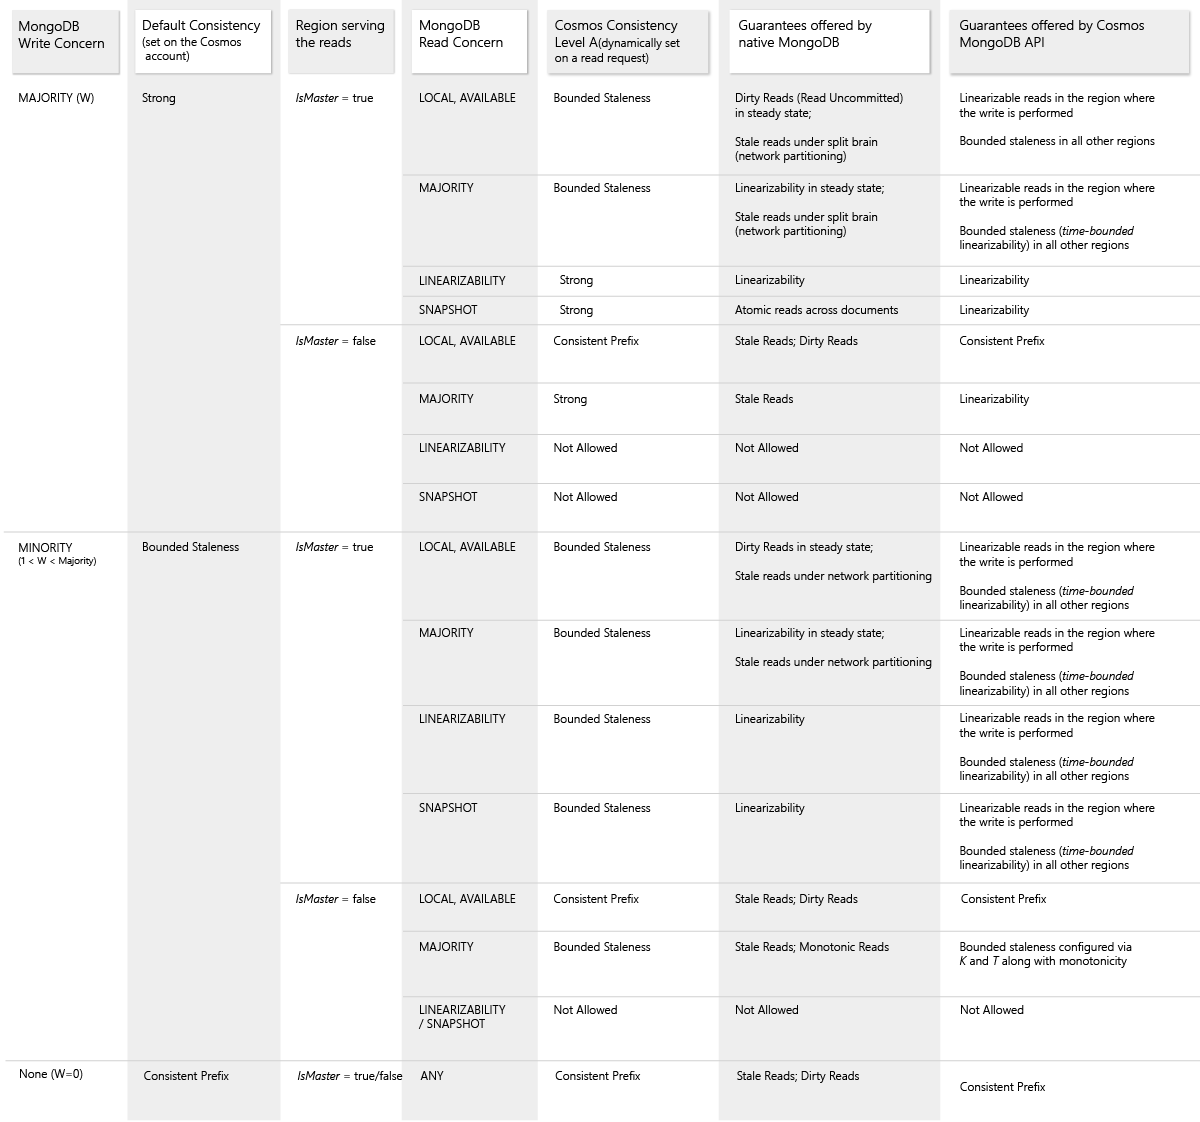 MongoDB
Write Concern
Default Consistency
(set on the Cosmos
account)
Region serving
the reads
MongoDB
Read Concern
Cosmos Consistency
Level A(dynamically set
on a read request)
Guarantees offered by
native MongoDB
Guarantees offered by Cosmos
MongoDB API
MAJORITY (W)
Strong
IsMaster = true
LOCAL, AVAILABLE
Bounded Staleness
Dirty Reads (Read Uncommitted)
in steady state;
Stale reads under split brain
(network partitioning)
Linearizable reads in the region where
the write is performed
Bounded staleness in all other regions
MAJORITY
Bounded Staleness
Linearizability in steady state;
Stale reads under split brain
(network partitioning)
Linearizable reads in the region where
the write is performed
Bounded staleness (time-bounded
linearizability) in all other regions
LINEARIZABILITY
Strong
Linearizability
Linearizability
SNAPSHOT
Strong
Atomic reads across documents
Linearizability
IsMaster = false
LOCAL, AVAILABLE
Consistent Prefix
Stale Reads; Dirty Reads
Consistent Prefix
MAJORITY
Strong
Stale Reads
Linearizability
LINEARIZABILITY
Not Allowed
Not Allowed
Not Allowed
SNAPSHOT
Not Allowed
Not Allowed
Not Allowed
MINORITY
(1 < W < Majority)
Bounded Staleness
IsMaster = true
LOCAL, AVAILABLE
Bounded Staleness
Dirty Reads in steady state;
Stale reads under network partitioning
Linearizable reads in the region where
the write is performed
Bounded staleness (time-bounded
linearizability) in all other regions
MAJORITY
Bounded Staleness
Linearizability in steady state;
Stale reads under network partitioning
Linearizable reads in the region where
the write is performed
Bounded staleness (time-bounded
linearizability) in all other regions
LINEARIZABILITY
Bounded Staleness
Linearizability
Linearizable reads in the region where
the write is performed
Bounded staleness (time-bounded
linearizability) in all other regions
SNAPSHOT
Bounded Staleness
Linearizability
Linearizable reads in the region where
the write is performed
Bounded staleness (time-bounded
linearizability) in all other regions
IsMaster = false
LOCAL, AVAILABLE
Consistent Prefix
Stale Reads; Dirty Reads
Consistent Prefix
MAJORITY
Bounded Staleness
Stale Reads; Monotonic Reads
Bounded staleness configured via
K and T along with monotonicity
LINEARIZABILITY
/ SNAPSHOT
Not Allowed
Not Allowed
Not Allowed
None (W=0)
Consistent Prefix
IsMaster = true/false
ANY
Consistent Prefix
Stale Reads; Dirty Reads
Consistent Prefix